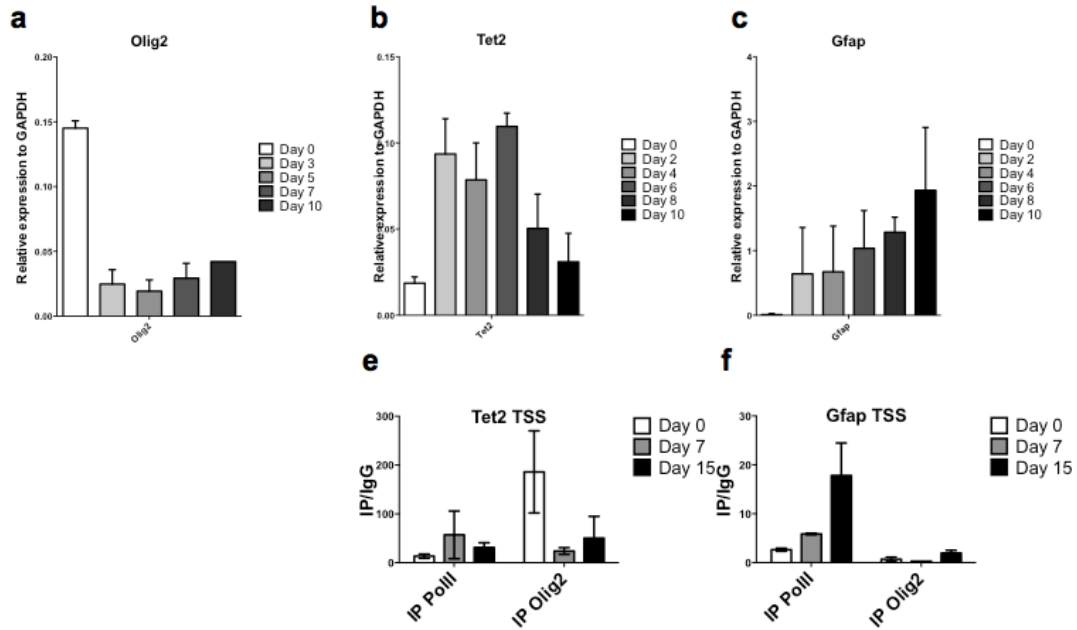 a
Olig2
Relative expression to GAPDH
0.20
0.15
0.10
0.05
0.00
Olig2
Day 0
Day 3
Day 5
Day 7
Day 10
b
Tet2
Relative expression to GAPDH
0.15
0.10
0.05
0.00
Tet2
Day 0
Day 2
Day 4
Day 6
Day 8
Day 10
c
Gfap
Relative expression to GAPDH
4
3
2
1
0
Gfap
Day 0
Day 2
Day 4
Day 6
Day 8
Day 10
e
Tet2 TSS
IP/IgG
300
200
100
0
IP PolII
IP Olig2
Day 0
Day 7
Day 15
f
Gfap TSS
IP/IgG
30
20
10
0
IP PolII
IP Olig2
Day 0
Day 7
Day 15